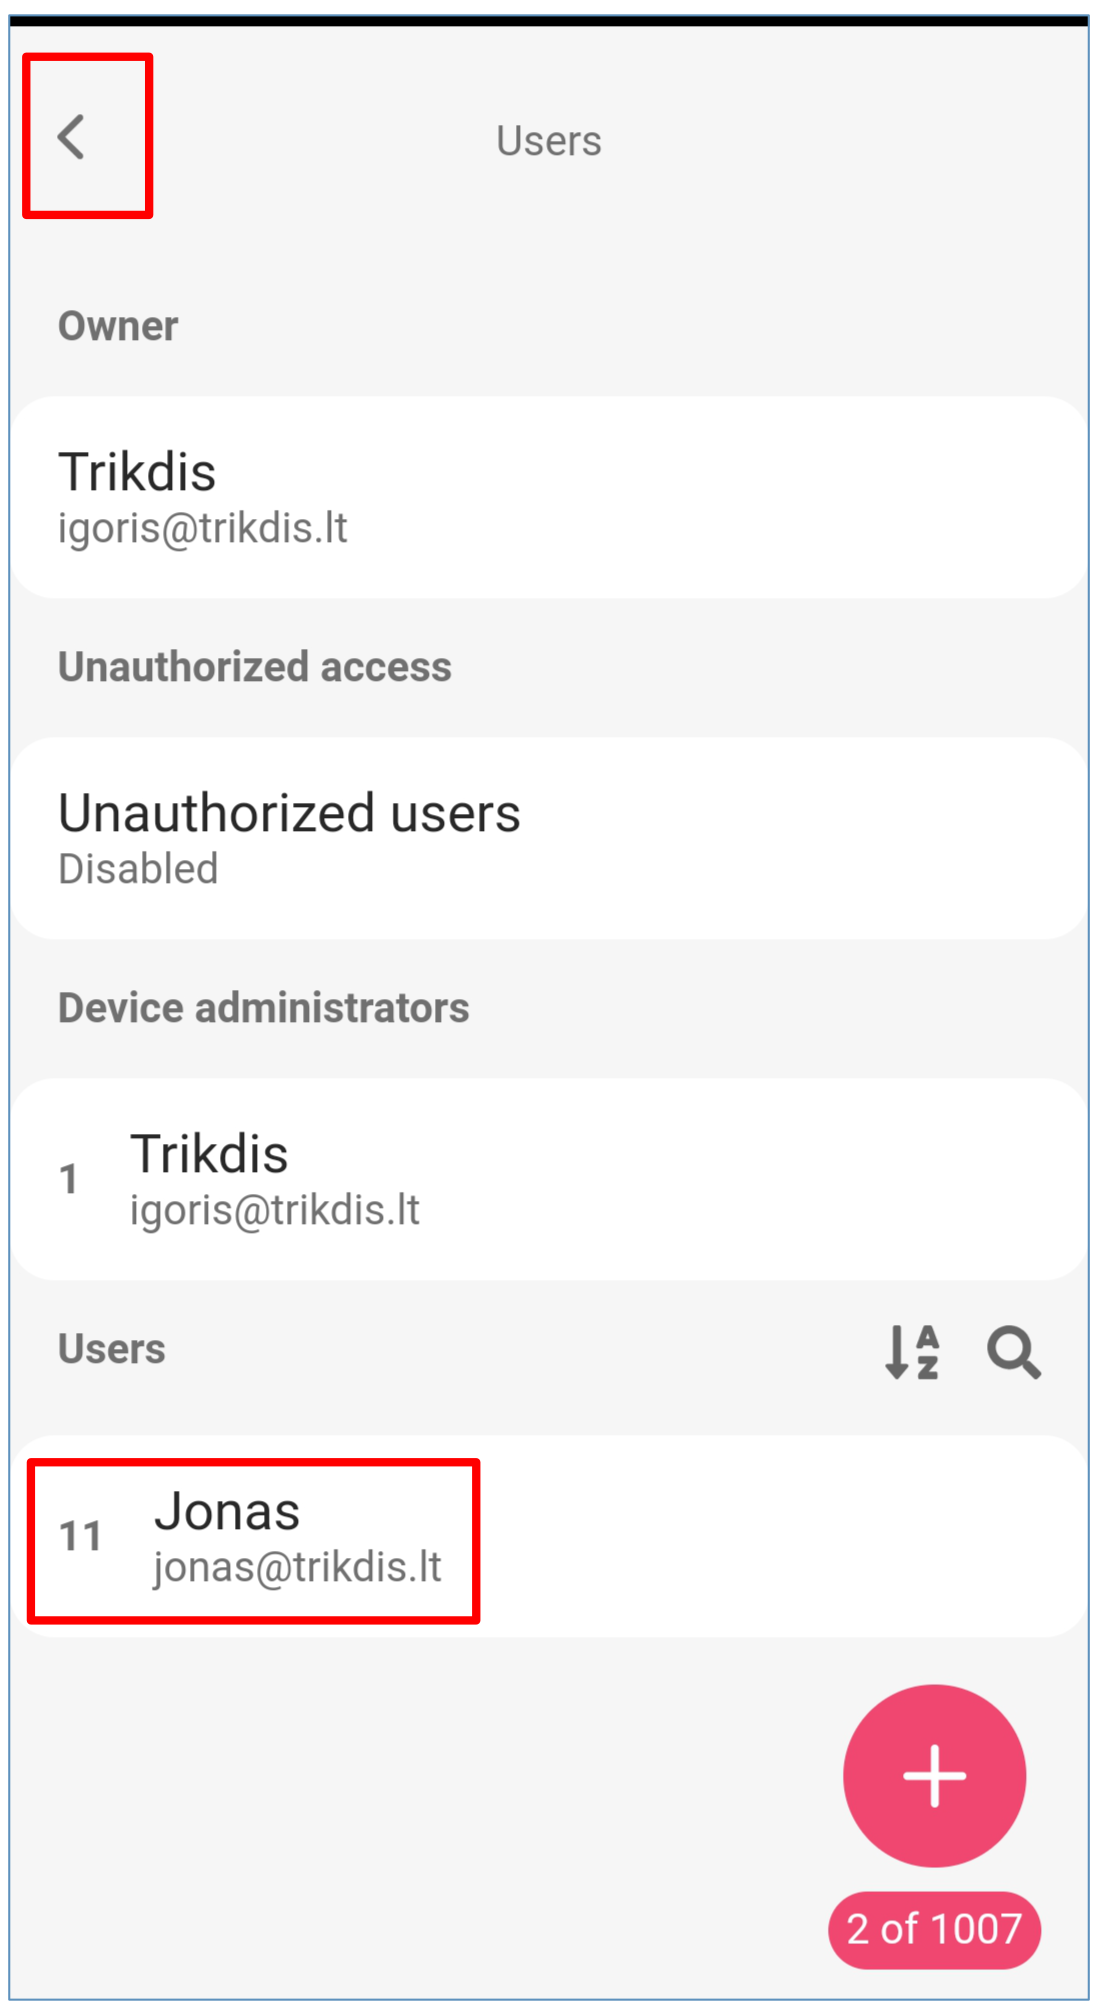 Users
Owner
Trikdis
igoris@trikdis.lt
Unauthorized access
Unauthorized users
Disabled
Device administrators
1
Trikdis
igoris@trikdis.lt
Users
A
Z
11
Jonas
jonas@trikdis.lt
2 of 1007